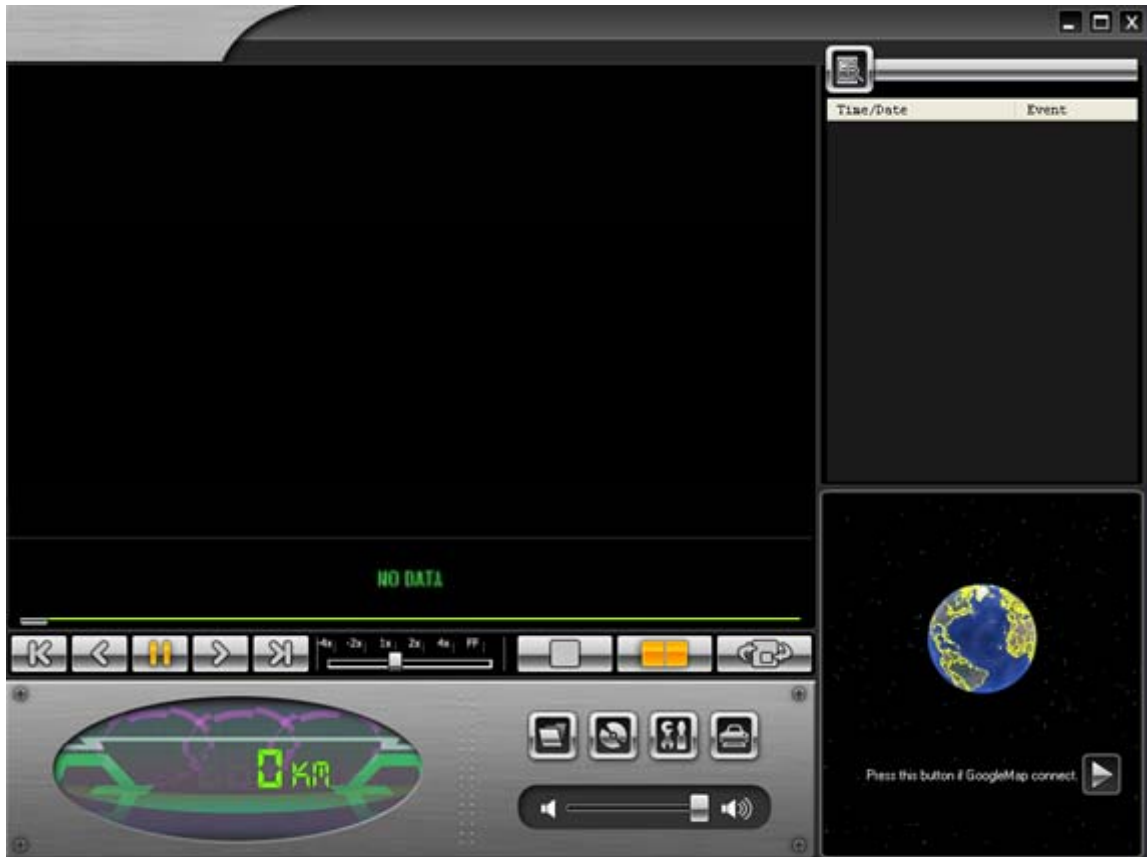 Time/Date Event
NO DATA
-4x -2x 1x 2x 4x FF
0 KM
Press this button if GoogleMap connect.